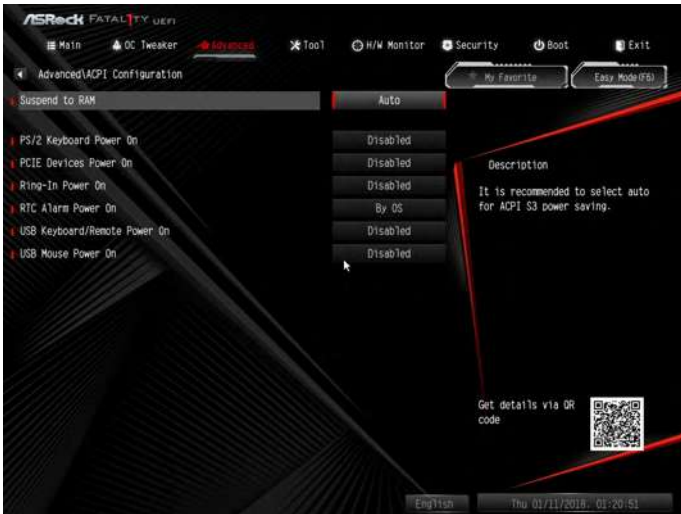 ASRock FATAL1TY UEFI
Main OC Tweaker Advanced Tool H/W Monitor Security Boot Exit
Advanced\ACPI Configuration
My Favorite Easy Mode(F6)
Suspend to RAM Auto
PS/2 Keyboard Power On Disabled
PCIE Devices Power On Disabled
Description
Ring-In Power On Disabled
It is recommended to select auto
for ACPI S3 power saving.
RTC Alarm Power On By OS
USB Keyboard/Remote Power On Disabled
USB Mouse Power On Disabled
Get details via QR
code
English Thu 01/11/2018. 01:20:51